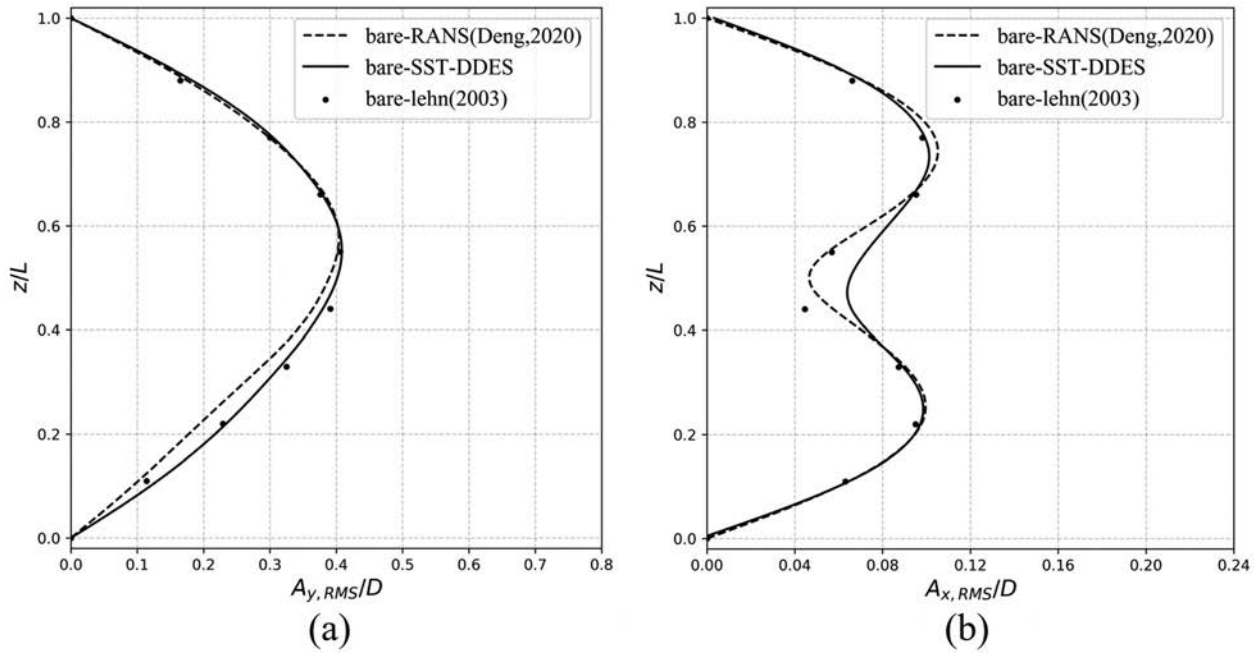 bare-RANS(Deng,2020)
bare-SST-DDES
bare-lehn(2003)
1.0
0.8
0.6
0.4
0.2
0.0
z/L
0.0 0.1 0.2 0.3 0.4 0.5 0.6 0.7 0.8
A_y,RMS/D
(a)
bare-RANS(Deng,2020)
bare-SST-DDES
bare-lehn(2003)
1.0
0.8
0.6
0.4
0.2
0.0
z/L
0.00 0.04 0.08 0.12 0.16 0.20 0.24
A_x,RMS/D
(b)